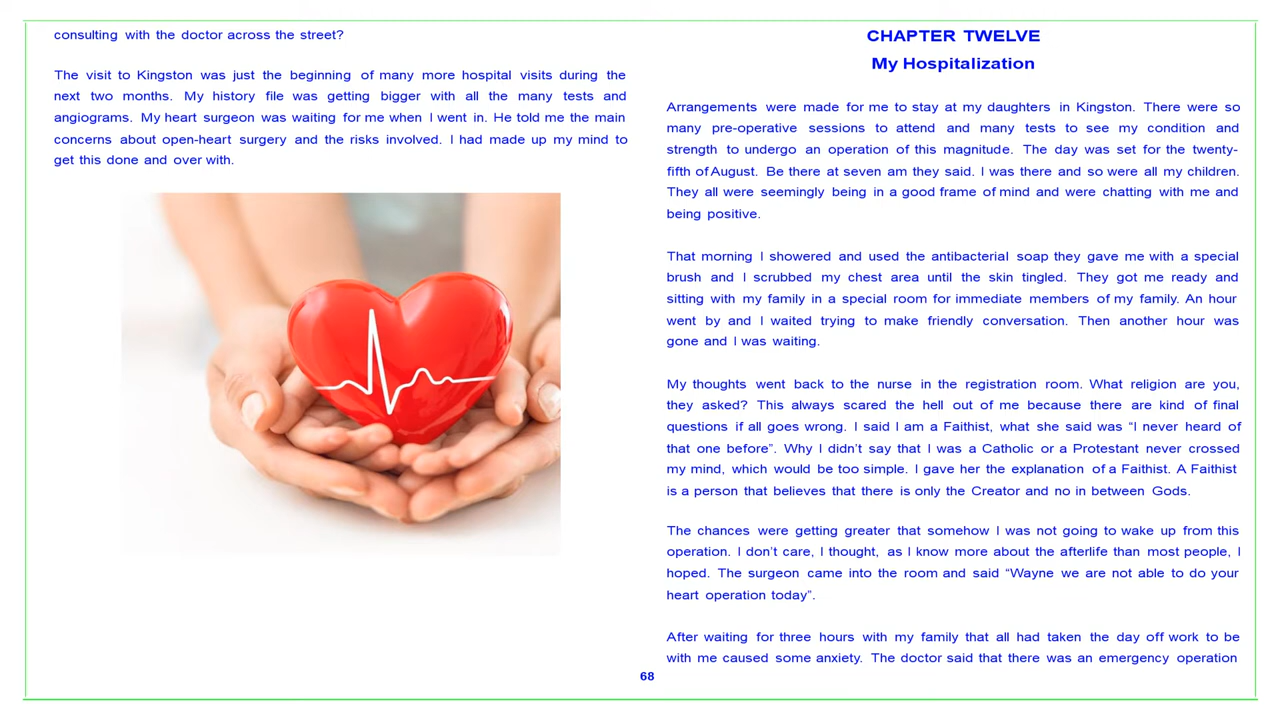 consulting with the doctor across the street?
The visit to Kingston was just the beginning of many more hospital visits during the
next two months. My history file was getting bigger with all the many tests and
angiograms. My heart surgeon was waiting for me when I went in. He told me the main
concerns about open-heart surgery and the risks involved. I had made up my mind to
get this done and over with.
CHAPTER TWELVE
My Hospitalization
Arrangements were made for me to stay at my daughters in Kingston. There were so
many pre-operative sessions to attend and many tests to see my condition and
strength to undergo an operation of this magnitude. The day was set for the twenty-
fifth of August. Be there at seven am they said. I was there and so were all my children.
They all were seemingly being in a good frame of mind and were chatting with me and
being positive.
That morning I showered and used the antibacterial soap they gave me with a special
brush and I scrubbed my chest area until the skin tingled. They got me ready and
sitting with my family in a special room for immediate members of my family. An hour
went by and I waited trying to make friendly conversation. Then another hour was
gone and I was waiting.
My thoughts went back to the nurse in the registration room. What religion are you,
they asked? This always scared the hell out of me because there are kind of final
questions if all goes wrong. I said I am a Faithist, what she said was “I never heard of
that one before”. Why I didn’t say that I was a Catholic or a Protestant never crossed
my mind, which would be too simple. I gave her the explanation of a Faithist. A Faithist
is a person that believes that there is only the Creator and no in between Gods.
The chances were getting greater that somehow I was not going to wake up from this
operation. I don’t care, I thought, as I know more about the afterlife than most people, I
hoped. The surgeon came into the room and said “Wayne we are not able to do your
heart operation today”.
After waiting for three hours with my family that all had taken the day off work to be
with me caused some anxiety. The doctor said that there was an emergency operation
68